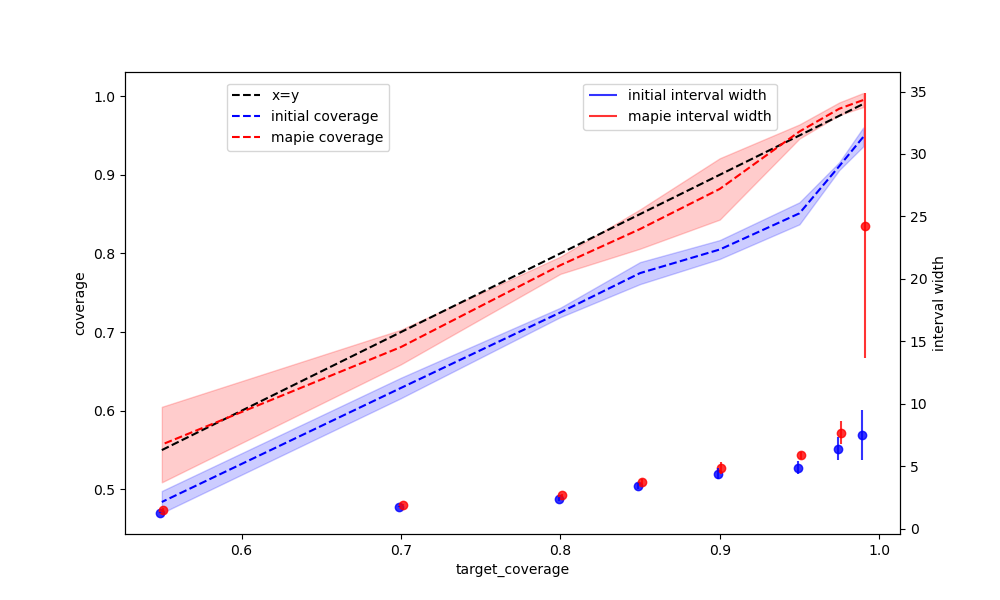 x=y
initial coverage
mapie coverage
initial interval width
mapie interval width
1.0
0.9
0.8
0.7
0.6
0.5
coverage
35
30
25
20
15
10
5
0
interval width
0.6
0.7
0.8
0.9
1.0
target_coverage